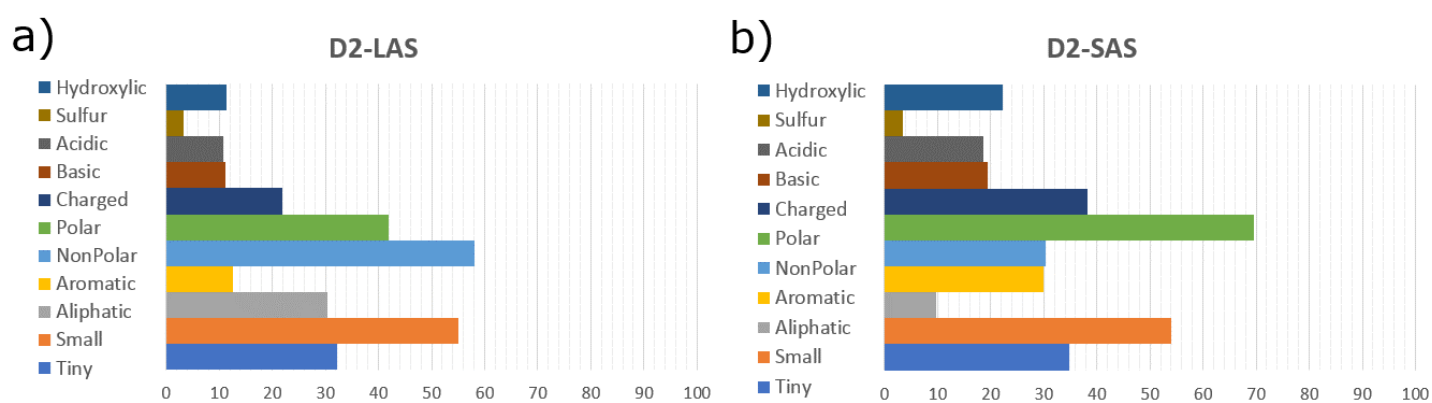 a)
D2-LAS
Hydroxylic
Sulfur
Acidic
Basic
Charged
Polar
NonPolar
Aromatic
Aliphatic
Small
Tiny
0 10 20 30 40 50 60 70 80 90 100
b)
D2-SAS
Hydroxylic
Sulfur
Acidic
Basic
Charged
Polar
NonPolar
Aromatic
Aliphatic
Small
Tiny
0 10 20 30 40 50 60 70 80 90 100